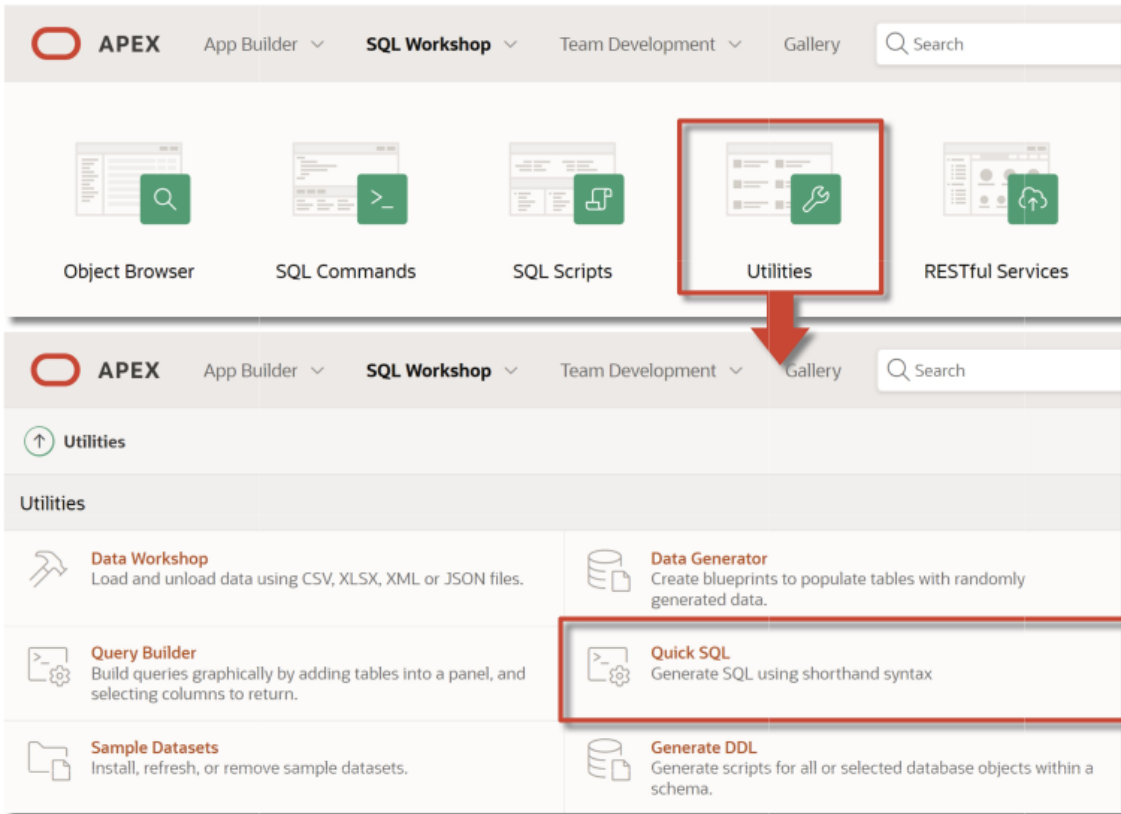 APEX App Builder SQL Workshop Team Development Gallery Search
Object Browser SQL Commands SQL Scripts Utilities RESTful Services
APEX App Builder SQL Workshop Team Development Gallery Search
Utilities
Utilities
Data Workshop
Load and unload data using CSV, XLSX, XML or JSON files.
Data Generator
Create blueprints to populate tables with randomly
generated data.
Query Builder
Build queries graphically by adding tables into a panel, and
selecting columns to return.
Quick SQL
Generate SQL using shorthand syntax
Sample Datasets
Install, refresh, or remove sample datasets.
Generate DDL
Generate scripts for all or selected database objects within a
schema.